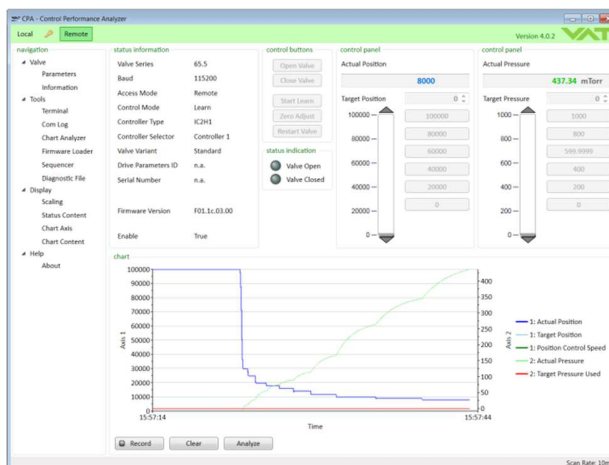 CPA - Control Performance Analyzer
Local Remote Version 4.0.2 VAT
navigation
Valve
Parameters
Information
Tools
Terminal
Com Log
Chart Analyzer
Firmware Loader
Sequencer
Diagnostic File
Display
Scaling
Status Content
Chart Axis
Chart Content
Help
About
status information
Valve Series 65.5
Baud 115200
Access Mode Remote
Control Mode Learn
Controller Type IC2H1
Controller Selector Controller 1
Valve Variant Standard
Drive Parameters ID n.a.
Serial Number n.a.
Firmware Version F01.1c.03.00
Enable True
control buttons
Open Valve
Close Valve
Start Learn
Zero Adjust
Restart Valve
status indication
Valve Open
Valve Closed
control panel
Actual Position
8000
Target Position 0
100000 100000
80000 80000
60000 60000
40000 40000
20000 20000
0 0
control panel
Actual Pressure
437.34 mTorr
Target Pressure 0
1000 1000
800 800
600 599.9999
400 400
200 200
0 0
chart
100000
90000
80000
70000
60000
50000
40000
30000
20000
10000
0
Axis 1
400
350
300
250
200
150
100
50
0
Axis 2
15:57:14 15:57:44
Time
1: Actual Position
1: Target Position
1: Position Control Speed
2: Actual Pressure
2: Target Pressure Used
Record Clear Analyze
Scan Rate: 10m